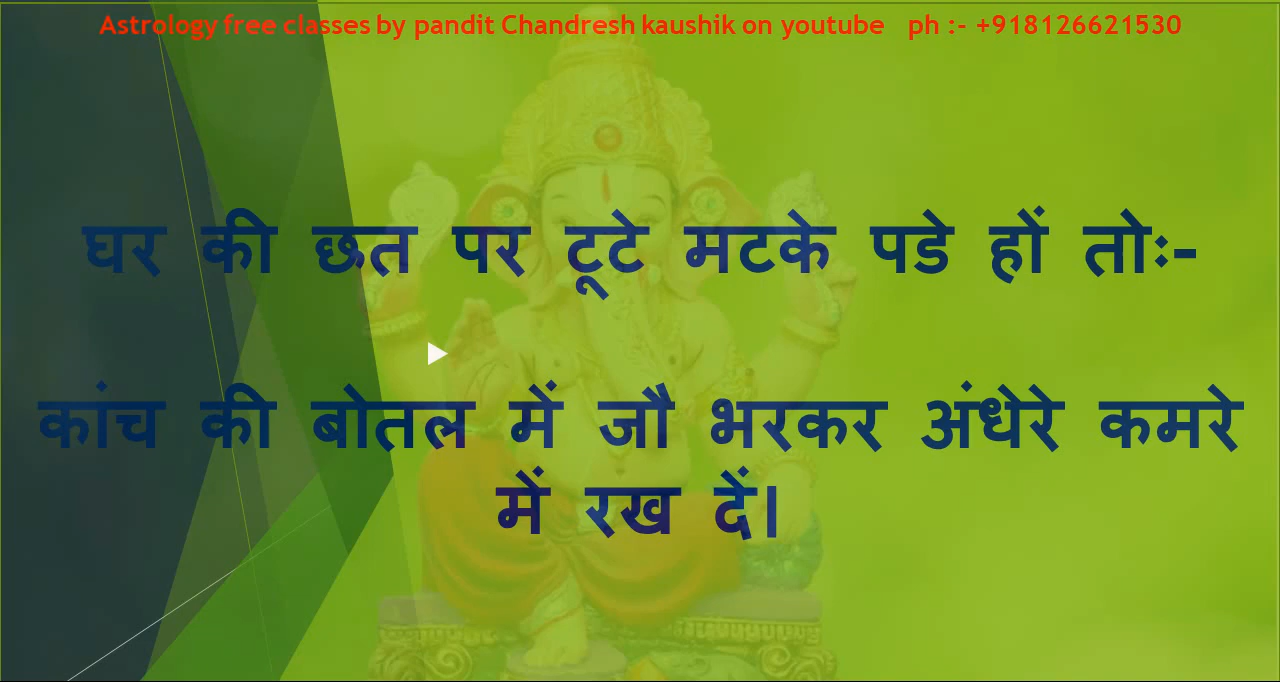 Astrology free classes by pandit Chandresh kaushik on youtube ph :- +918126621530
घर की छत पर टूटे मटके पडे हों तोः-
कांच की बोतल में जौ भरकर अंधेरे कमरे
में रख दें।